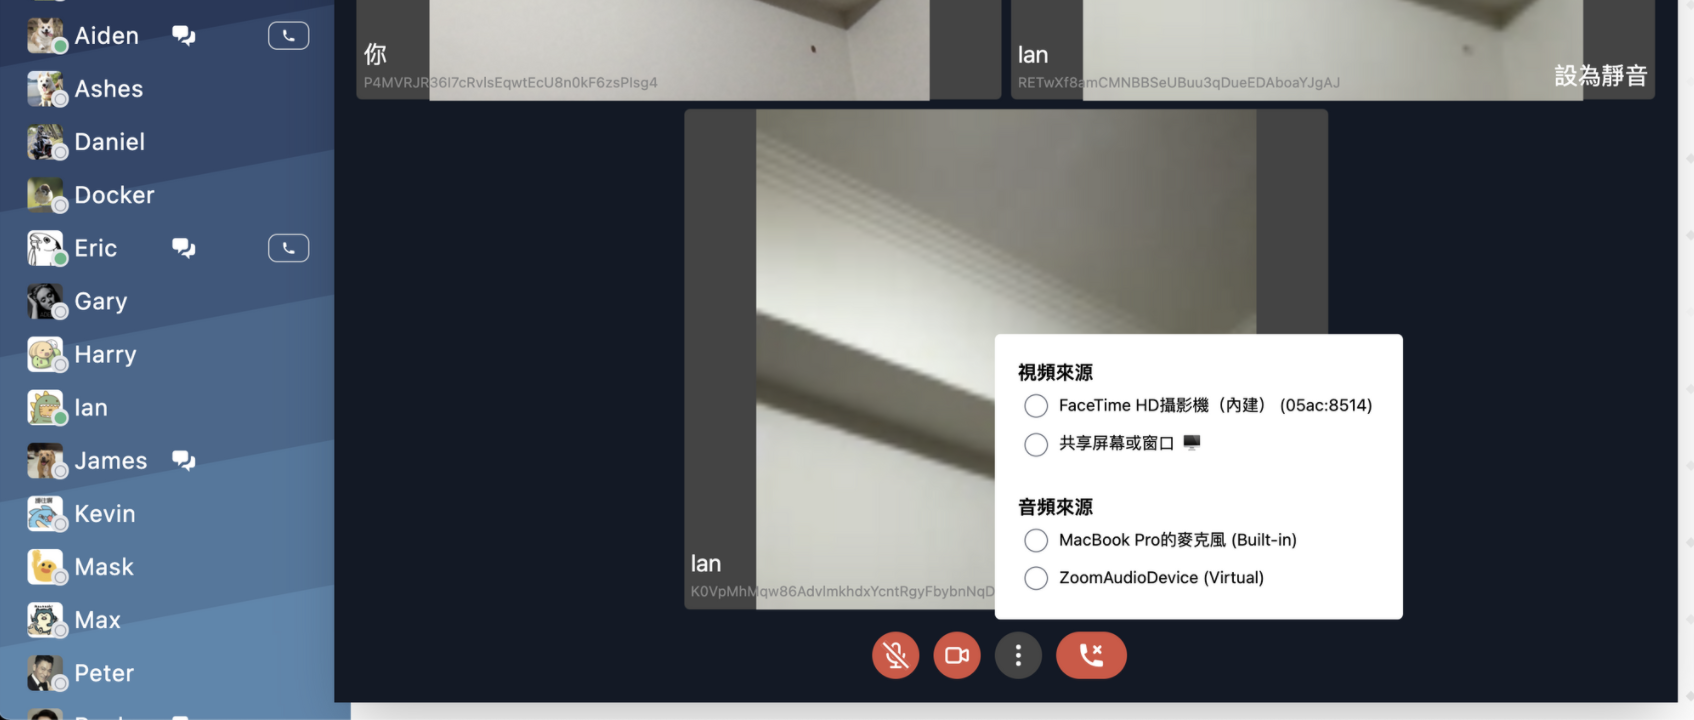 Aiden
Ashes
Daniel
Docker
Eric
Gary
Harry
Ian
James
Kevin
Mask
Max
Peter
你
P4MVRJR36I7cRvIsEqwtEcU8n0kF6zsPIsg4
Ian
RETwXf8amCMNBBSeUBuu3qDueEDAboaYJgAJ
設為靜音
Ian
K0VpMhMqw86AdvImkhdxYcntRgyFbybnNqD
視頻來源
FaceTime HD攝影機（內建） (05ac:8514)
共享屏幕或窗口 🖥️
音頻來源
MacBook Pro的麥克風 (Built-in)
ZoomAudioDevice (Virtual)